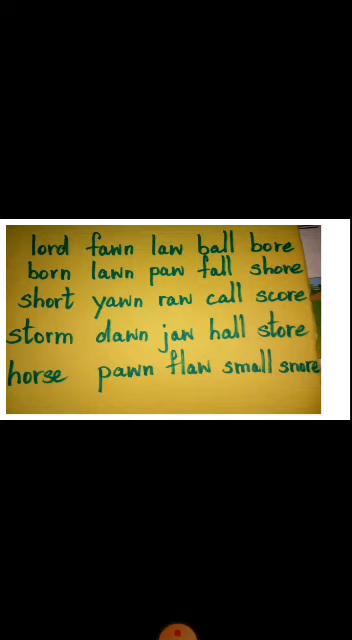 lord fawn law ball bore
born lawn paw fall shore
short yawn raw call score
storm dawn jaw hall store
horse pawn flaw small snore